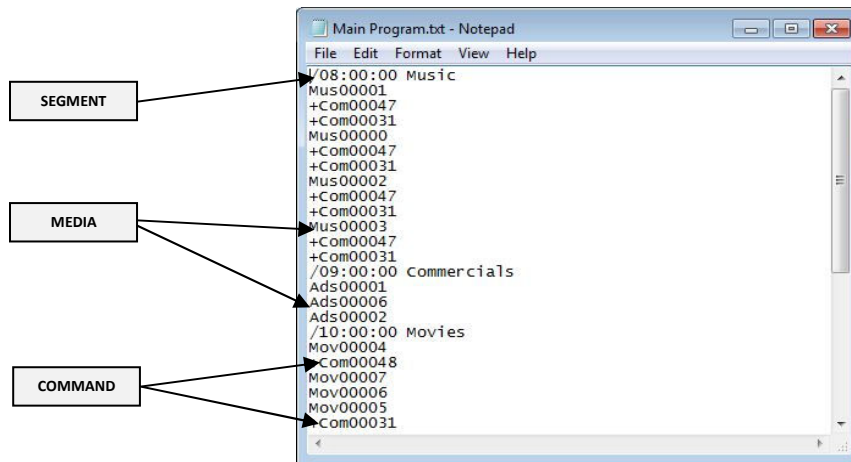 Main Program.txt - Notepad
File Edit Format View Help
/08:00:00 Music
Mus00001
+Com00047
+Com00031
Mus00000
+Com00047
+Com00031
Mus00002
+Com00047
+Com00031
Mus00003
+Com00047
+Com00031
/09:00:00 Commercials
Ads00001
Ads00006
Ads00002
/10:00:00 Movies
Mov00004
+Com00048
Mov00007
Mov00006
Mov00005
+Com00031
SEGMENT
MEDIA
COMMAND